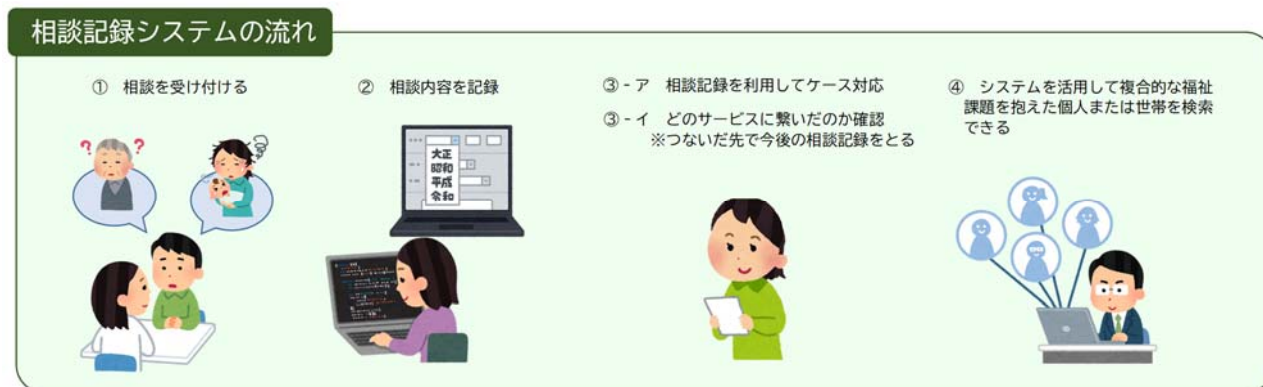 相談記録システムの流れ
① 相談を受け付ける
② 相談内容を記録
大正
昭和
平成
令和
③ - ア 相談記録を利用してケース対応
③ - イ どのサービスに繋いだのか確認
※つないだ先で今後の相談記録をとる
④ システムを活用して複合的な福祉
課題を抱えた個人または世帯を検索
できる
? ?